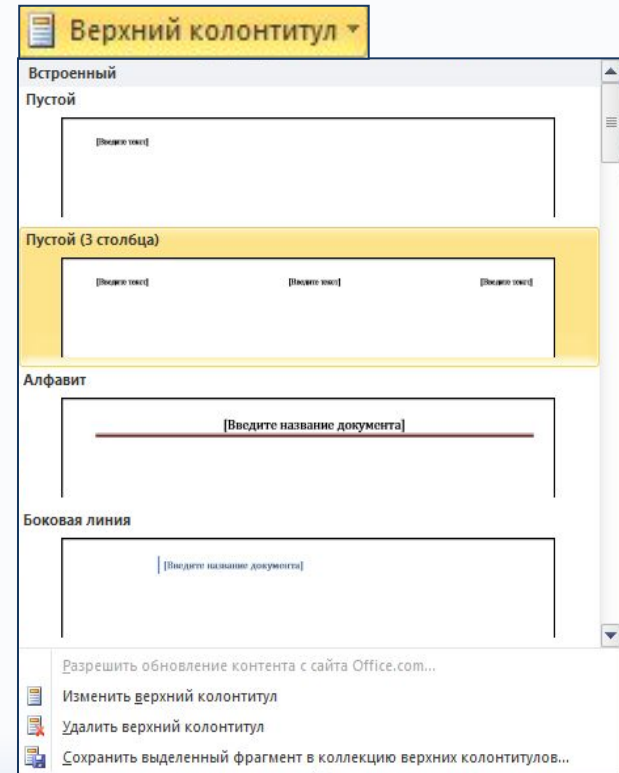 Верхний колонтитул
Встроенный
Пустой
[Введите текст]
Пустой (3 столбца)
[Введите текст] [Введите текст] [Введите текст]
Алфавит
[Введите название документа]
Боковая линия
[Введите название документа]
Разрешить обновление контента с сайта Office.com...
Изменить верхний колонтитул
Удалить верхний колонтитул
Сохранить выделенный фрагмент в коллекцию верхних колонтитулов...